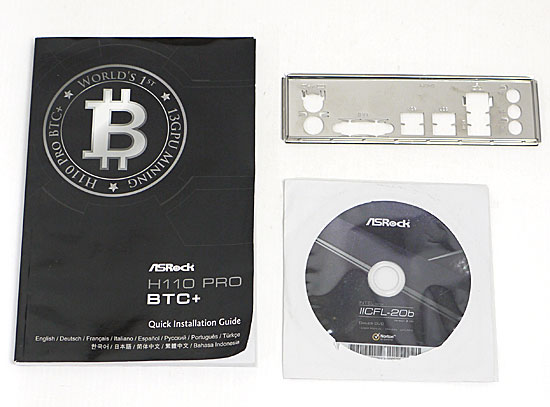 WORLD'S 1ST
13GPU MINING
H110 PRO BTC+
ASRock
H110 PRO
BTC+
Quick Installation Guide
English / Deutsch / Français / Italiano / Español / Русский / Português / Türkçe
한국어 / 日本語 / 简体中文 / 繁體中文 / Bahasa Indonesia
ASRock
IICFL-20b
Norton